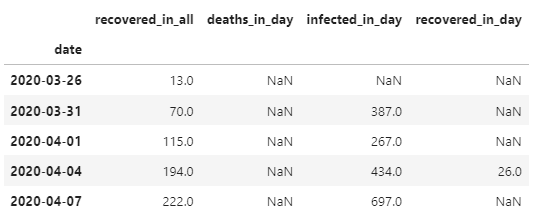 recovered_in_all deaths_in_day infected_in_day recovered_in_day
date
2020-03-26 13.0 NaN NaN NaN
2020-03-31 70.0 NaN 387.0 NaN
2020-04-01 115.0 NaN 267.0 NaN
2020-04-04 194.0 NaN 434.0 26.0
2020-04-07 222.0 NaN 697.0 NaN